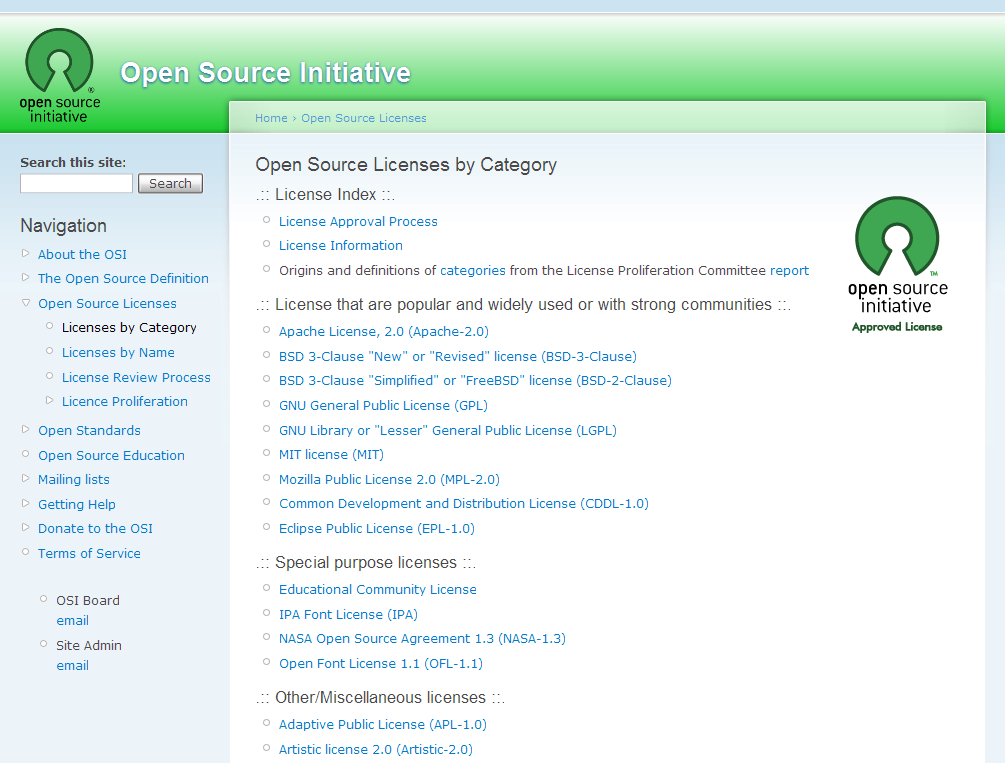 open source
initiative
®
Open Source Initiative
Home › Open Source Licenses
Search this site:
Search
Navigation
About the OSI
The Open Source Definition
Open Source Licenses
Licenses by Category
Licenses by Name
License Review Process
Licence Proliferation
Open Standards
Open Source Education
Mailing lists
Getting Help
Donate to the OSI
Terms of Service
OSI Board
email
Site Admin
email
Open Source Licenses by Category
.:: License Index ::.
License Approval Process
License Information
Origins and definitions of categories from the License Proliferation Committee report
.:: License that are popular and widely used or with strong communities ::.
Apache License, 2.0 (Apache-2.0)
BSD 3-Clause "New" or "Revised" license (BSD-3-Clause)
BSD 3-Clause "Simplified" or "FreeBSD" license (BSD-2-Clause)
GNU General Public License (GPL)
GNU Library or "Lesser" General Public License (LGPL)
MIT license (MIT)
Mozilla Public License 2.0 (MPL-2.0)
Common Development and Distribution License (CDDL-1.0)
Eclipse Public License (EPL-1.0)
.:: Special purpose licenses ::.
Educational Community License
IPA Font License (IPA)
NASA Open Source Agreement 1.3 (NASA-1.3)
Open Font License 1.1 (OFL-1.1)
.:: Other/Miscellaneous licenses ::.
Adaptive Public License (APL-1.0)
Artistic license 2.0 (Artistic-2.0)
TM
open source
initiative
Approved License